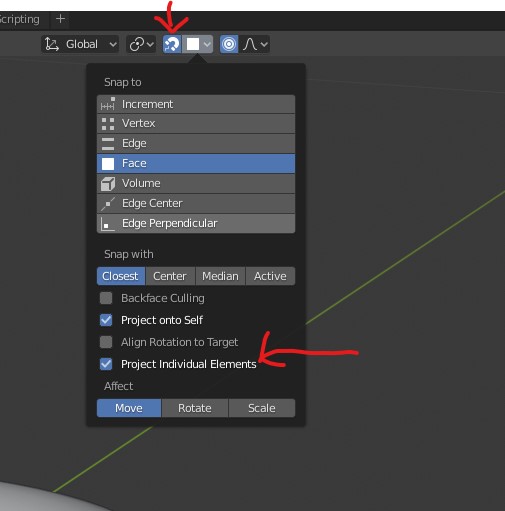 Scripting +
Global
Snap to
Increment
Vertex
Edge
Face
Volume
Edge Center
Edge Perpendicular
Snap with
Closest Center Median Active
Backface Culling
Project onto Self
Align Rotation to Target
Project Individual Elements
Affect
Move Rotate Scale